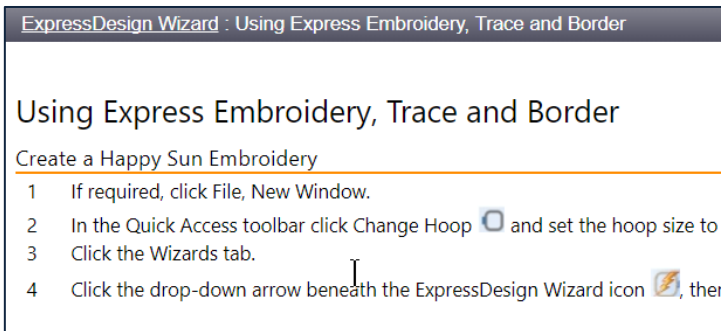 ExpressDesign Wizard : Using Express Embroidery, Trace and Border
Using Express Embroidery, Trace and Border
Create a Happy Sun Embroidery
1 If required, click File, New Window.
2 In the Quick Access toolbar click Change Hoop and set the hoop size to
3 Click the Wizards tab.
4 Click the drop-down arrow beneath the ExpressDesign Wizard icon ,